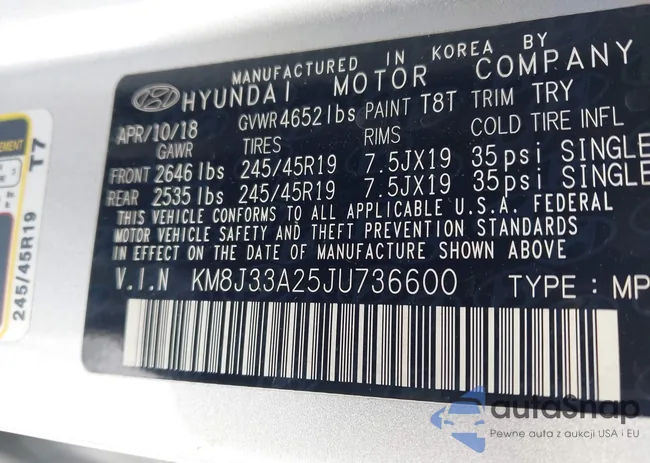 MANUFACTURED IN KOREA BY
HYUNDAI MOTOR COMPANY
APR/10/18 GVWR 4652 lbs PAINT T8T TRIM TRY
GAWR TIRES RIMS COLD TIRE INFL
FRONT 2646 lbs 245/45R19 7.5JX19 35psi SINGLE
REAR 2535 lbs 245/45R19 7.5JX19 35psi SINGLE
THIS VEHICLE CONFORMS TO ALL APPLICABLE U.S.A. FEDERAL
MOTOR VEHICLE SAFETY AND THEFT PREVENTION STANDARDS
IN EFFECT ON THE DATE OF MANUFACTURE SHOWN ABOVE
V.I.N KM8J33A25JU736600 TYPE: MP
245/45R19 T7
autoSnap
Pewne auta z aukcji USA i EU